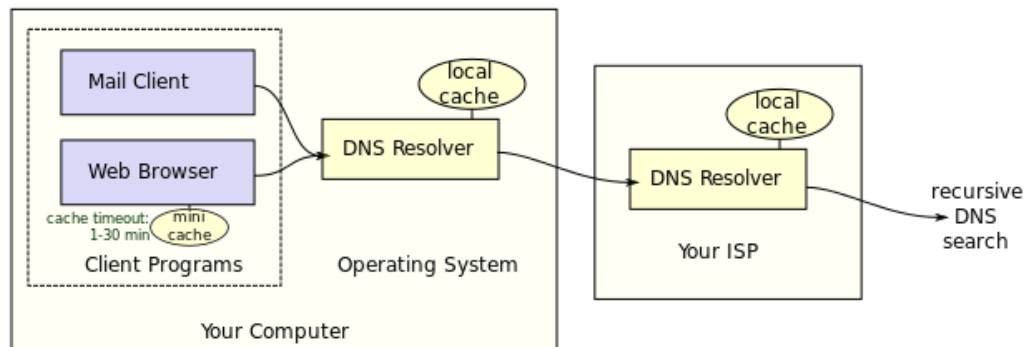 Mail Client
Web Browser
cache timeout:
1-30 min
mini
cache
Client Programs
local
cache
DNS Resolver
Operating System
Your Computer
local
cache
DNS Resolver
Your ISP
recursive
DNS
search